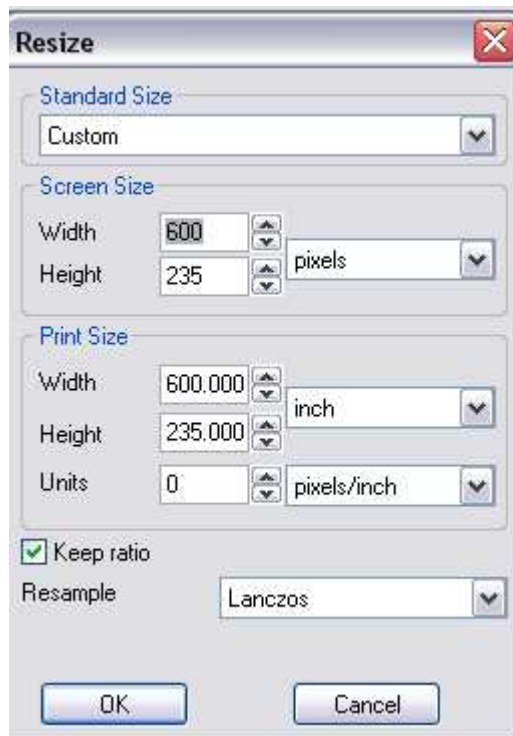 Resize
Standard Size
Custom
Screen Size
Width 600
pixels
Height 235
Print Size
Width 600.000
inch
Height 235.000
Units 0 pixels/inch
Keep ratio
Resample Lanczos
OK Cancel